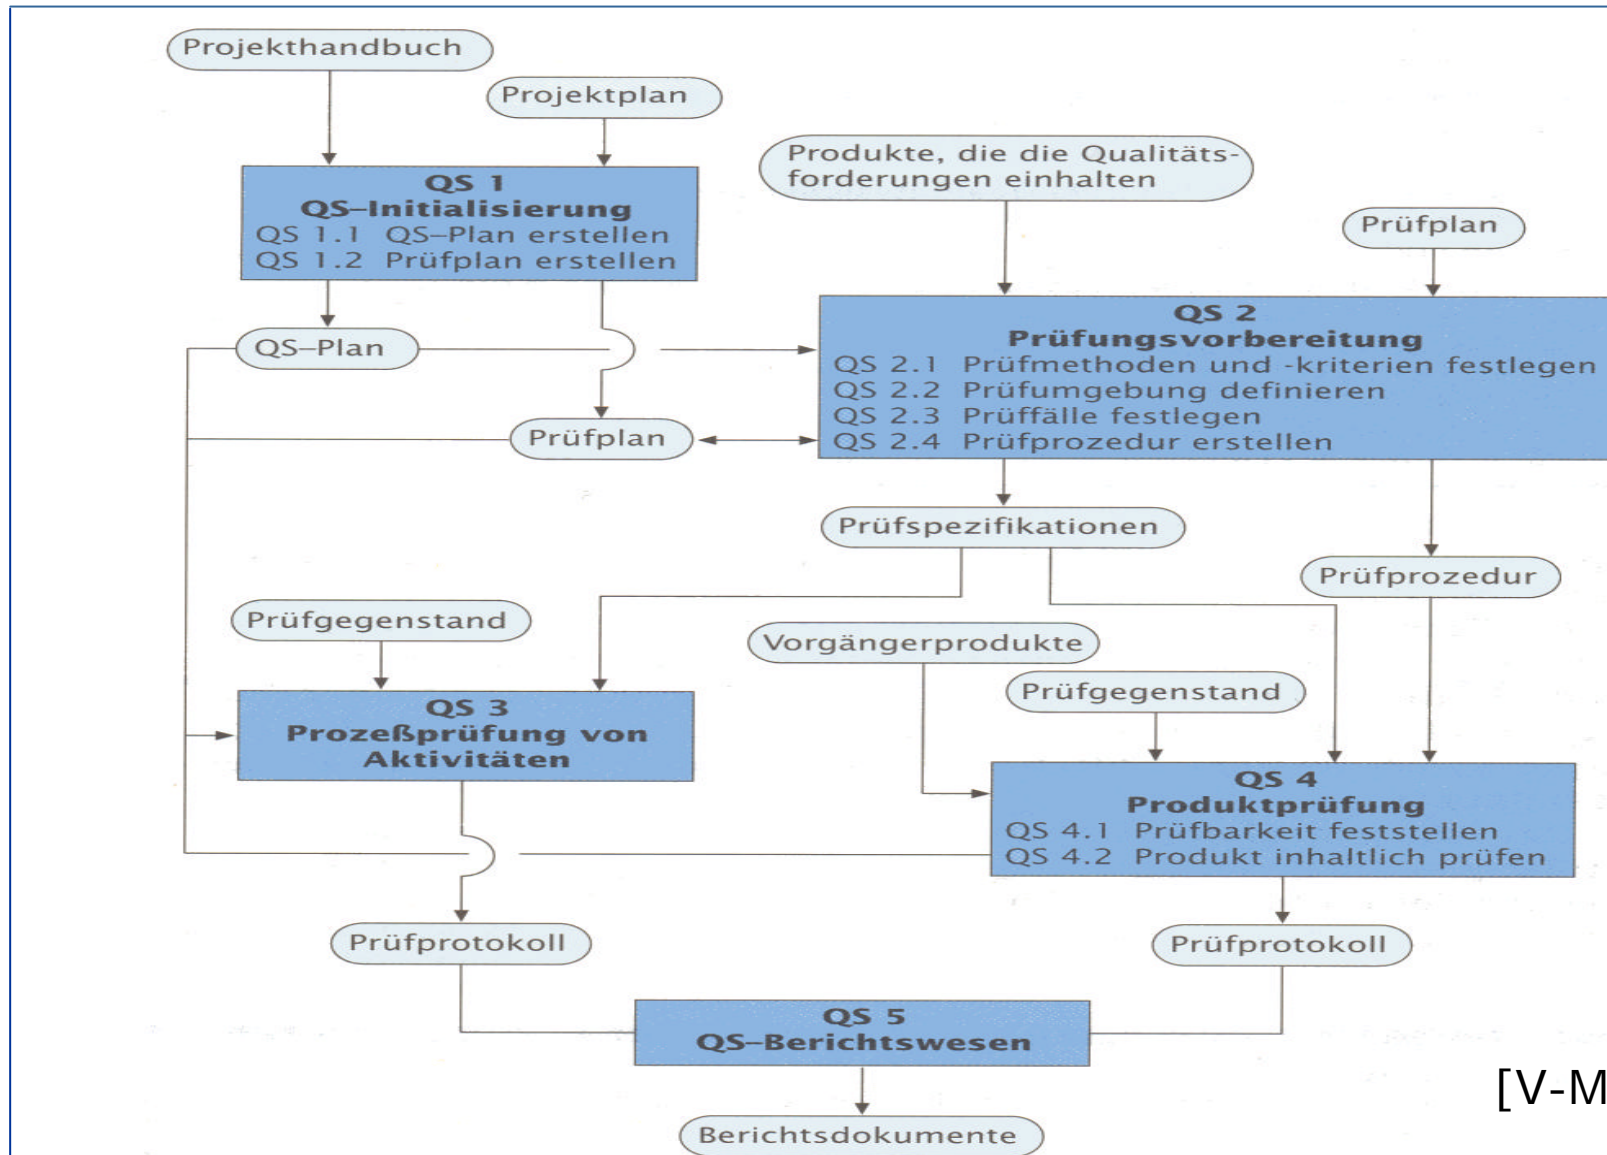 Projekthandbuch
Projektplan
Produkte, die die Qualitäts-
forderungen einhalten
QS 1
QS–Initialisierung
QS 1.1 QS–Plan erstellen
QS 1.2 Prüfplan erstellen
Prüfplan
QS 2
Prüfungsvorbereitung
QS 2.1 Prüfmethoden und -kriterien festlegen
QS 2.2 Prüfumgebung definieren
QS 2.3 Prüffälle festlegen
QS 2.4 Prüfprozedur erstellen
QS–Plan
Prüfplan
Prüfspezifikationen
Prüfprozedur
Prüfgegenstand
Vorgängerprodukte
Prüfgegenstand
QS 3
Prozeßprüfung von
Aktivitäten
QS 4
Produktprüfung
QS 4.1 Prüfbarkeit feststellen
QS 4.2 Produkt inhaltlich prüfen
Prüfprotokoll
Prüfprotokoll
QS 5
QS–Berichtswesen
[V-M
Berichtsdokumente